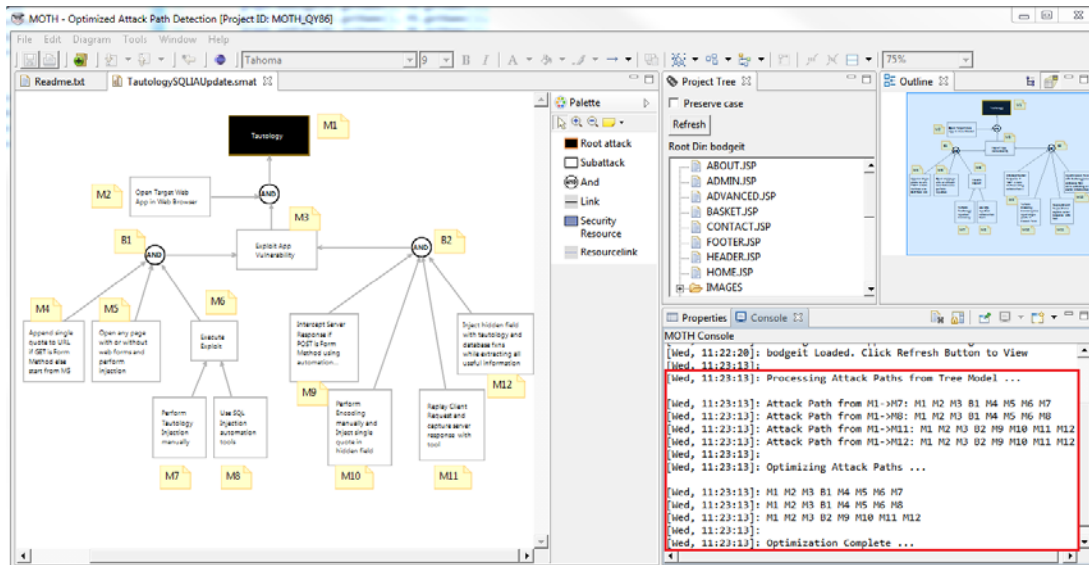 MOTH - Optimized Attack Path Detection [Project ID: MOTH_QY86]
File Edit Diagram Tools Window Help
Tahoma 9 B I A 75%
Readme.txt TautologySQLIAUpdate.smat
Tautology
M1
M2
Open Target Web
App in Web Browser
AND
M3
B1
AND
Exploit App
Vulnerability
B2
AND
M4
Append single
quote to URL
if GET is Form
Method else
start from M5
M5
Open any page
with or without
web forms and
perform
injection
M6
Execute
Exploit
Perform
Tautology
Injection
manually
M7
Use SQL
Injection
automation
tools
M8
Intercept Server
Response if
POST is Form
Method using
automation...
M9
Perform
Encoding
manually and
Inject single
quote in
hidden field
M10
Replay Client
Request and
capture server
response with
tool
M11
Inject hidden field
with tautology and
database fxns
while extracting all
useful information
M12
Palette
Root attack
Subattack
And
Link
Security
Resource
Resourcelink
Project Tree
Preserve case
Refresh
Root Dir: bodgeit
ABOUT.JSP
ADMIN.JSP
ADVANCED.JSP
BASKET.JSP
CONTACT.JSP
FOOTER.JSP
HEADER.JSP
HOME.JSP
IMAGES
Outline
Properties Console
MOTH Console
[Wed, 11:22:20]: bodgeit Loaded. Click Refresh Button to View
[Wed, 11:23:13]:
[Wed, 11:23:13]: Processing Attack Paths from Tree Model ...
[Wed, 11:23:13]: Attack Path from M1->M7: M1 M2 M3 B1 M4 M5 M6 M7
[Wed, 11:23:13]: Attack Path from M1->M8: M1 M2 M3 B1 M4 M5 M6 M8
[Wed, 11:23:13]: Attack Path from M1->M11: M1 M2 M3 B2 M9 M10 M11 M12
[Wed, 11:23:13]: Attack Path from M1->M12: M1 M2 M3 B2 M9 M10 M11 M12
[Wed, 11:23:13]:
[Wed, 11:23:13]: Optimizing Attack Paths ...
[Wed, 11:23:13]: M1 M2 M3 B1 M4 M5 M6 M7
[Wed, 11:23:13]: M1 M2 M3 B1 M4 M5 M6 M8
[Wed, 11:23:13]: M1 M2 M3 B2 M9 M10 M11 M12
[Wed, 11:23:13]:
[Wed, 11:23:13]: Optimization Complete ...